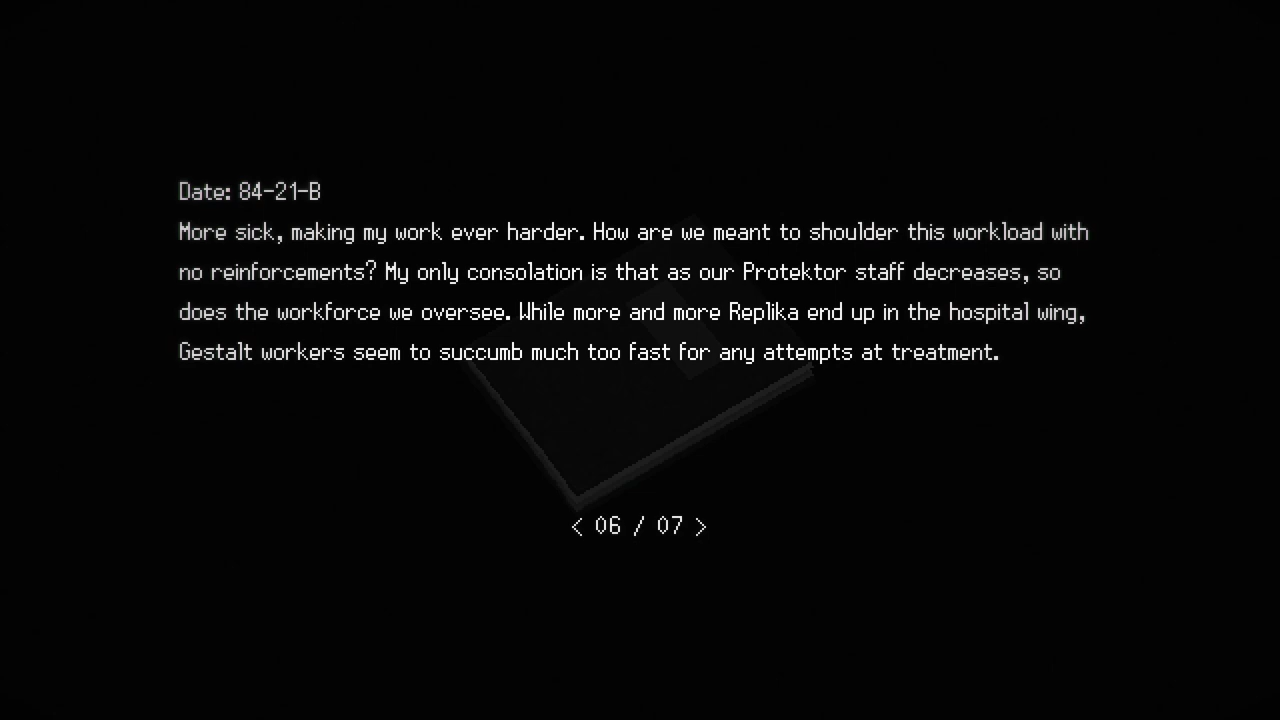 Date: 84-21-B
More sick, making my work ever harder. How are we meant to shoulder this workload with
no reinforcements? My only consolation is that as our Protektor staff decreases, so
does the workforce we oversee. While more and more Replika end up in the hospital wing,
Gestalt workers seem to succumb much too fast for any attempts at treatment.
< 06 / 07 >